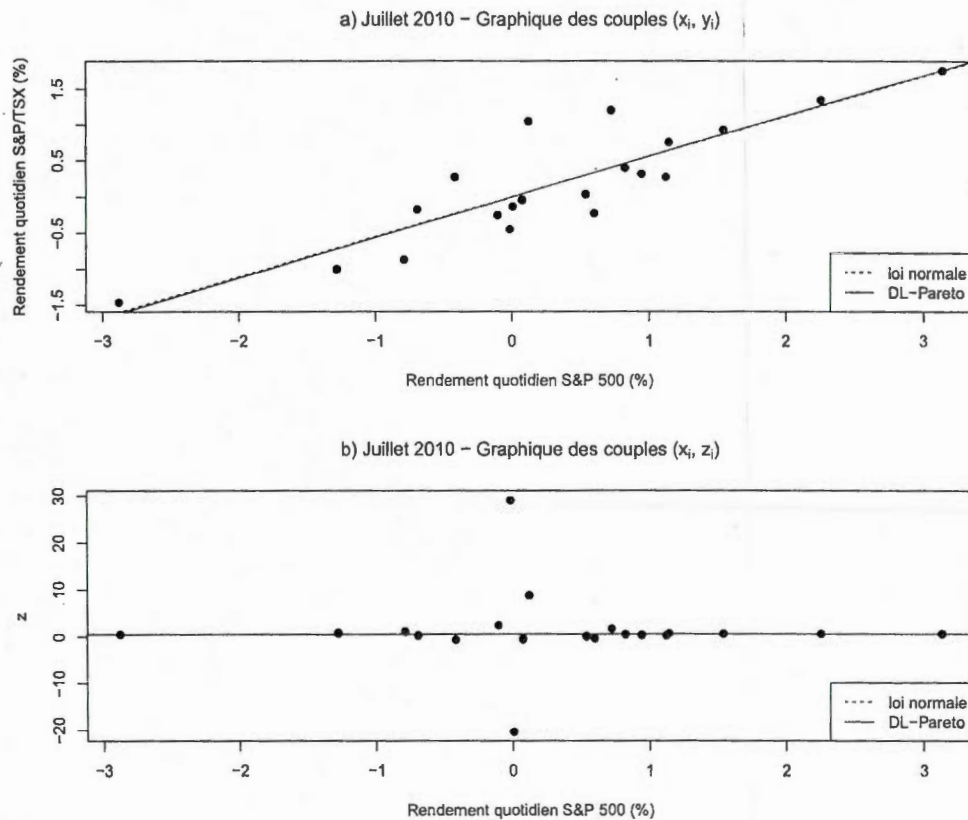 a) Juillet 2010 − Graphique des couples (xᵢ, yᵢ)
Rendement quotidien S&P/TSX (%)
1.5
0.5
−0.5
−1.5
loi normale
DL−Pareto
−3 −2 −1 0 1 2 3
Rendement quotidien S&P 500 (%)
b) Juillet 2010 − Graphique des couples (xᵢ, zᵢ)
z
30
20
10
0
−10
−20
loi normale
DL−Pareto
−3 −2 −1 0 1 2 3
Rendement quotidien S&P 500 (%)